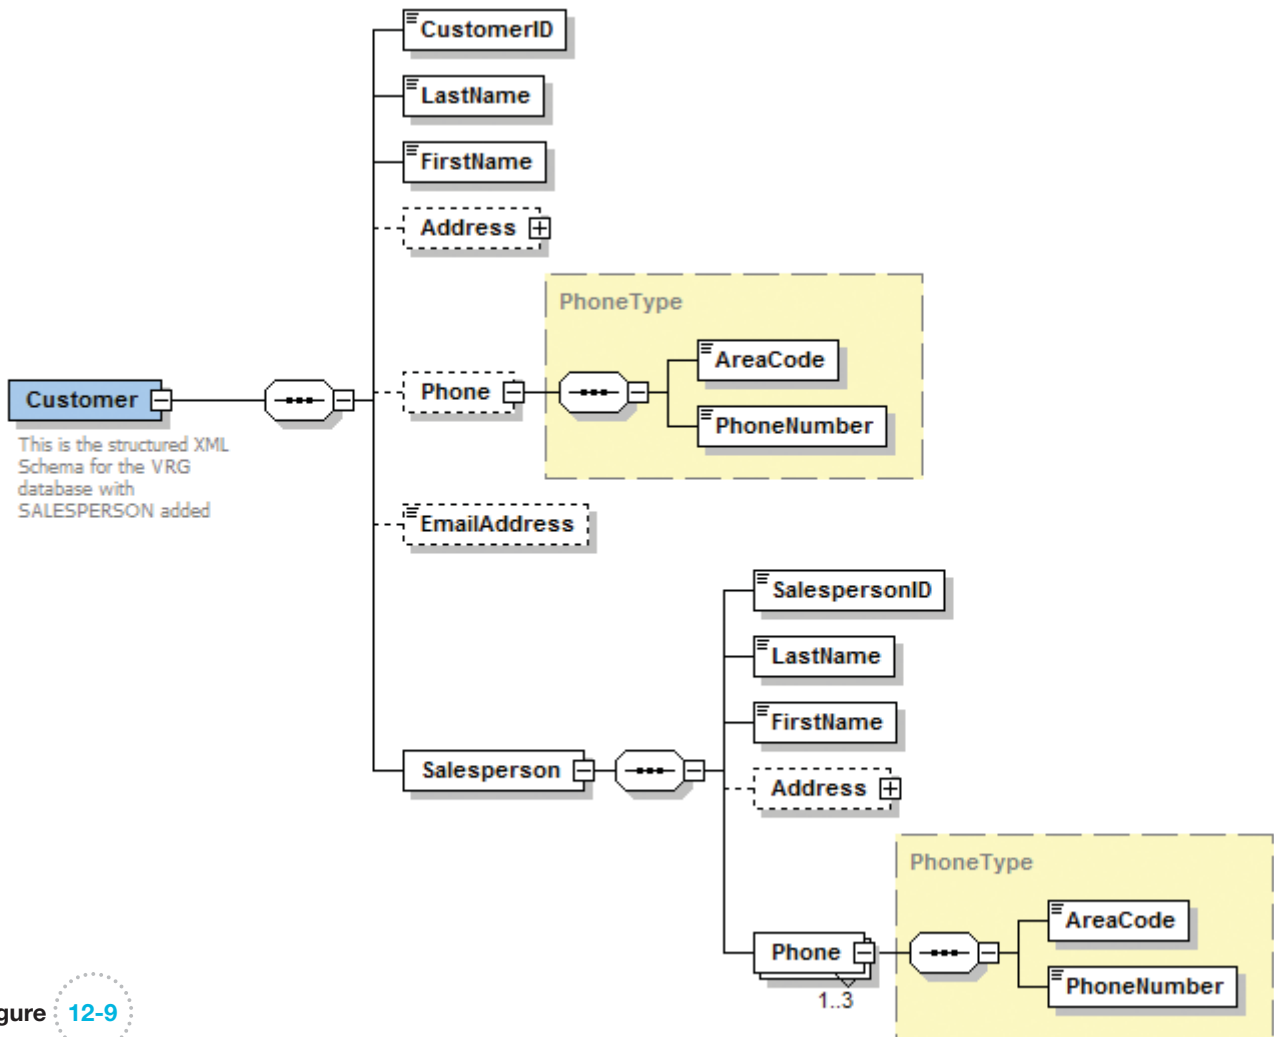 CustomerID
LastName
FirstName
Address
PhoneType
AreaCode
Phone
PhoneNumber
Customer
This is the structured XML
Schema for the VRG
database with
SALESPERSON added
EmailAddress
SalespersonID
LastName
FirstName
Salesperson
Address
PhoneType
AreaCode
Phone
PhoneNumber
1..3
gure 12-9